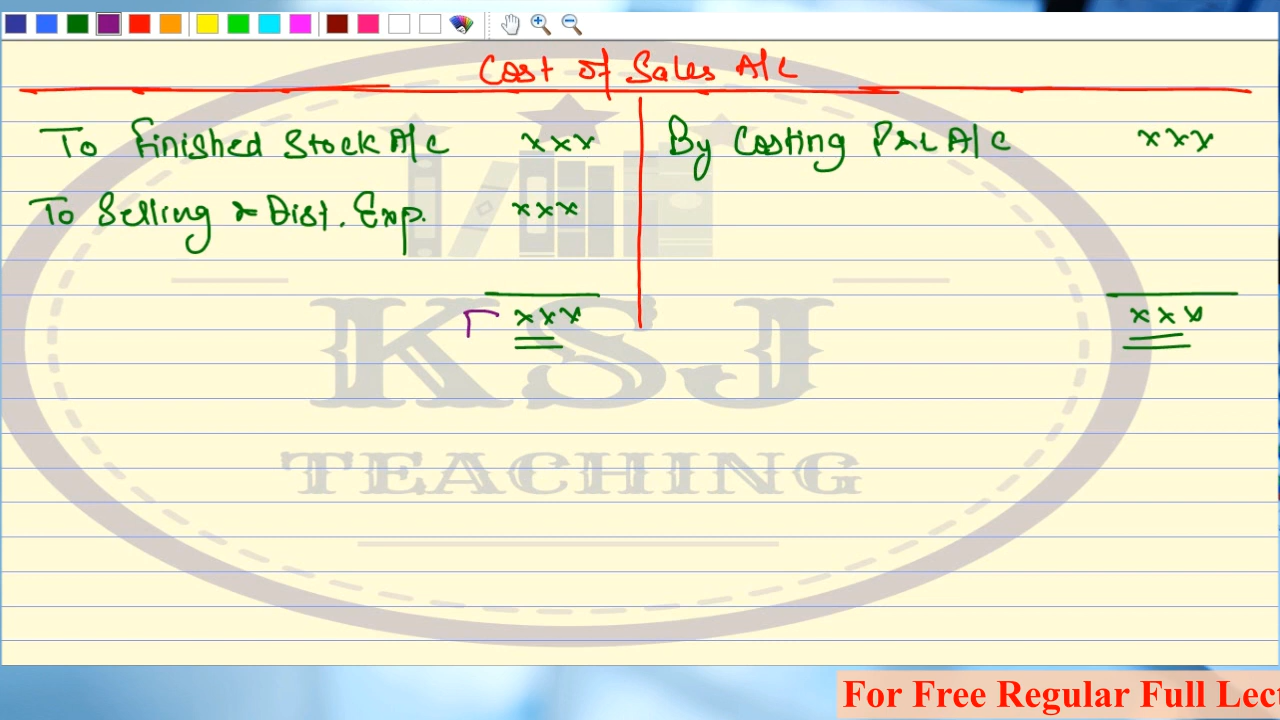 Cost of Sales A/c
To Finished Stock A/c xxx By Costing P&L A/c xxx
To Selling & Dist. Exp. xxx
xxx xxx
KSJ
TEACHING
For Free Regular Full Lect